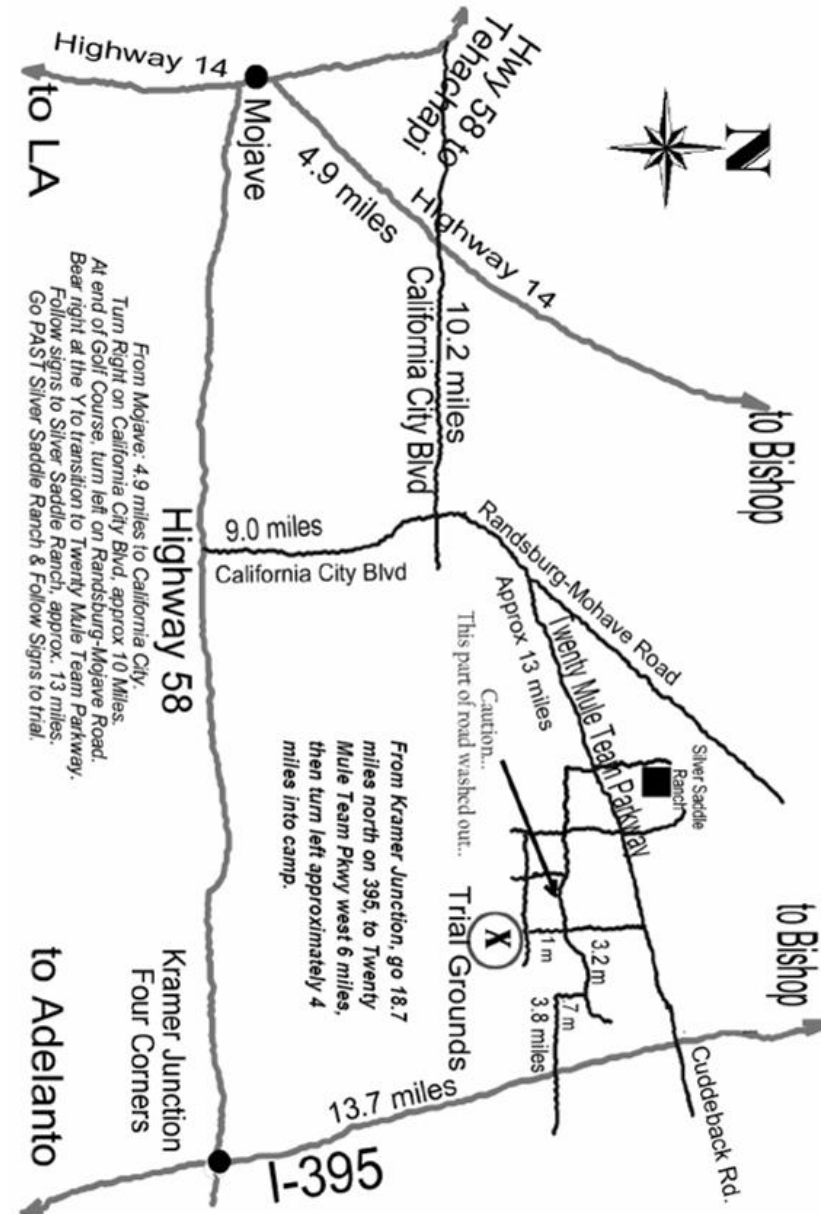 Highway 14
to LA
Mojave
Hwy 58 to
Tehachapi
N
4.9 miles
Highway 14
to Bishop
10.2 miles
California City Blvd
9.0 miles
California City Blvd
Randsburg-Mohave Road
Twenty Mule Team Parkway
Approx 13 miles
Silver Saddle
Ranch
Caution...
This part of road washed out..
Trial Grounds
X
1 m
3.2 m
.7 m
3.8 miles
Cuddeback Rd.
to Bishop
From Mojave: 4.9 miles to California City.
Turn Right on California City Blvd, approx 10 Miles.
At end of Golf Course, turn left on Randsburg-Mojave Road.
Bear right at the Y to transition to Twenty Mule Team Parkway.
Follow signs to Silver Saddle Ranch, approx. 13 miles.
Go PAST Silver Saddle Ranch & Follow Signs to trial.
Highway 58
From Kramer Junction, go 18.7
miles north on 395, to Twenty
Mule Team Pkwy west 6 miles,
then turn left approximately 4
miles into camp.
13.7 miles
Kramer Junction
Four Corners
to Adelanto
I-395